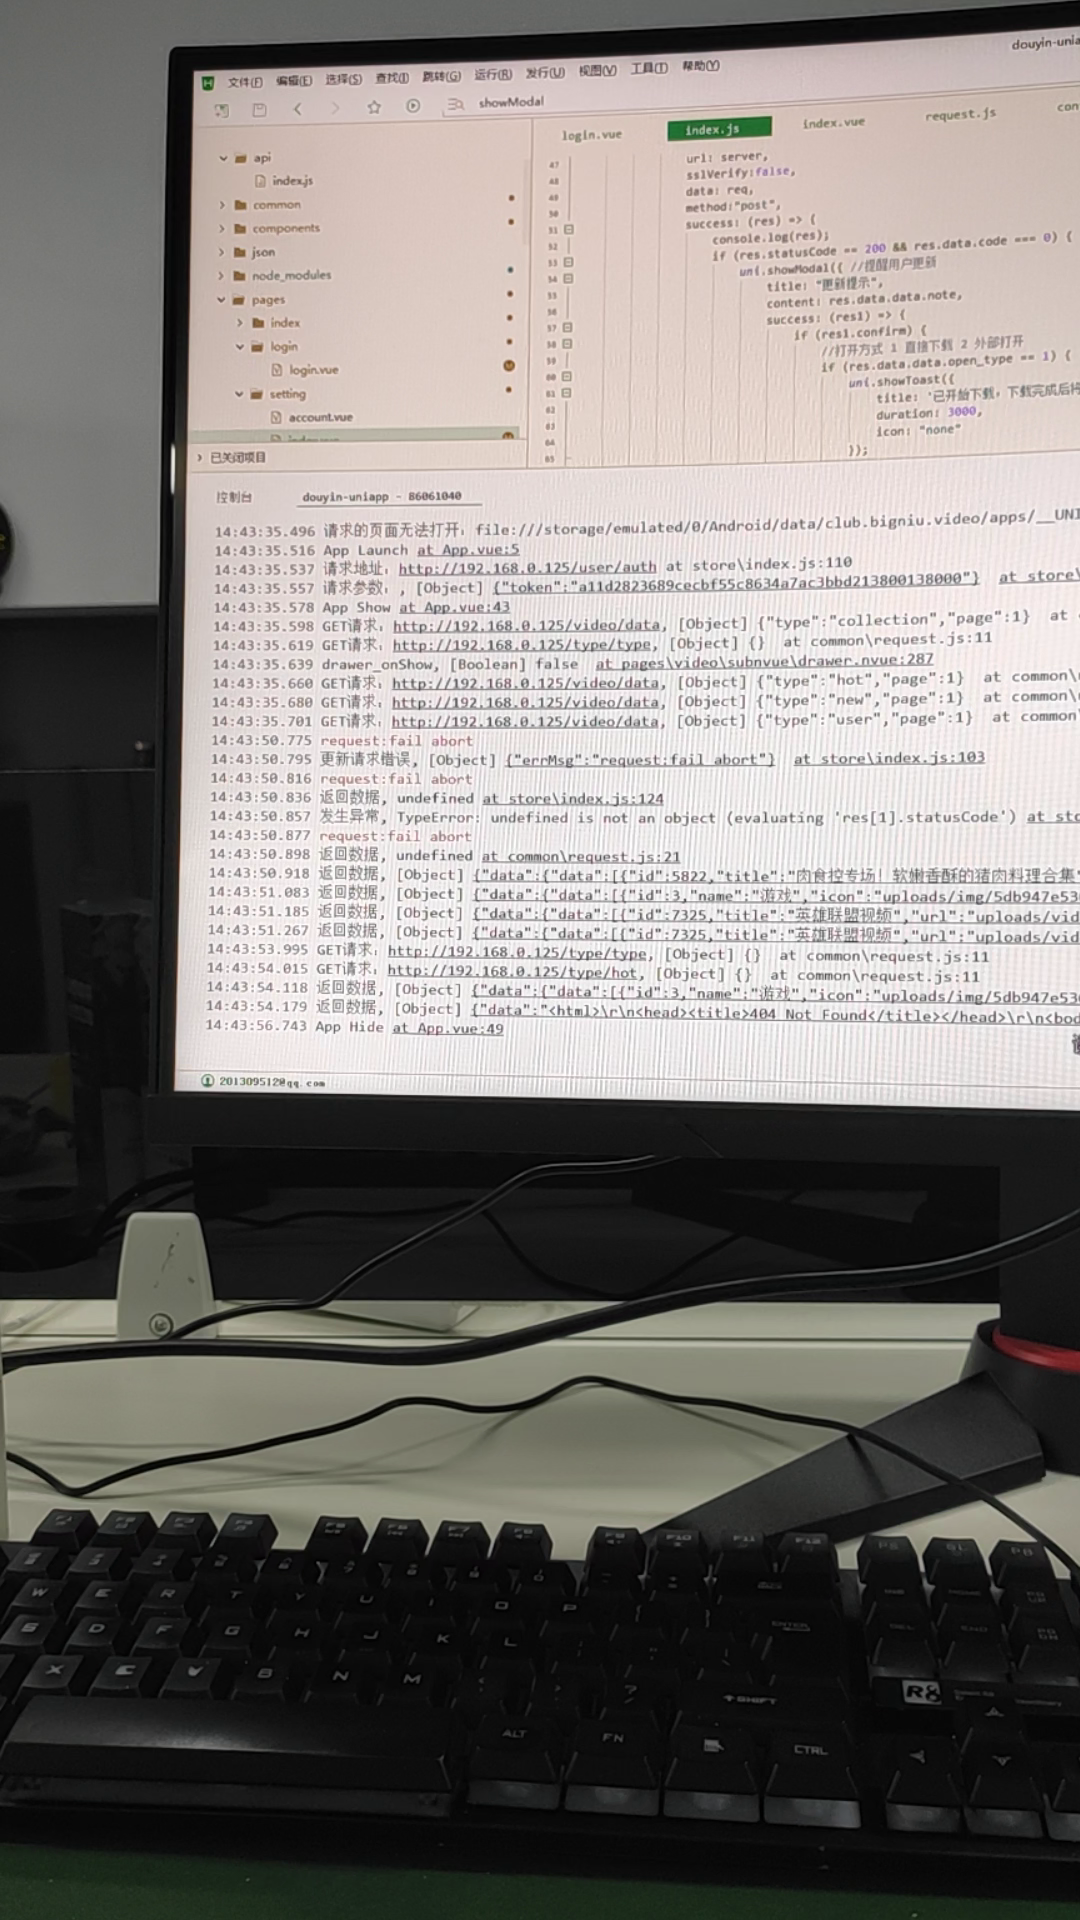 douyin-unia
文件(F) 编辑(E) 选择(S) 查找(I) 跳转(G) 运行(R) 发行(U) 视图(V) 工具(T) 帮助(Y)
showModal
login.vue index.js index.vue request.js con
api
index.js
common
components
json
node_modules
pages
index
login
login.vue
setting
account.vue
已关闭项目
47 url: server,
48 sslVerify:false,
49 data: req,
50 method:"post",
51 success: (res) => {
52 console.log(res);
53 if (res.statusCode == 200 && res.data.code === 0) {
54 uni.showModal({ //提醒用户更新
55 title: "更新提示",
56 content: res.data.data.note,
57 success: (res1) => {
58 if (res1.confirm) {
59 //打开方式 1 直接下载 2 外部打开
60 if (res.data.data.open_type == 1) {
61 uni.showToast({
62 title: '已开始下载，下载完成后将
63 duration: 3000,
64 icon: "none"
65 });
控制台 douyin-uniapp - B6061040
14:43:35.496 请求的页面无法打开：file:///storage/emulated/0/Android/data/club.bigniu.video/apps/__UNI
14:43:35.516 App Launch at App.vue:5
14:43:35.537 请求地址：http://192.168.0.125/user/auth at store\index.js:110
14:43:35.557 请求参数：, [Object] {"token":"a11d2823689cecbf55c8634a7ac3bbd213800138000"} at store\
14:43:35.578 App Show at App.vue:43
14:43:35.598 GET请求：http://192.168.0.125/video/data, [Object] {"type":"collection","page":1} at
14:43:35.619 GET请求：http://192.168.0.125/type/type, [Object] {} at common\request.js:11
14:43:35.639 drawer_onShow, [Boolean] false at pages\video\subnvue\drawer.nvue:287
14:43:35.660 GET请求：http://192.168.0.125/video/data, [Object] {"type":"hot","page":1} at common\
14:43:35.680 GET请求：http://192.168.0.125/video/data, [Object] {"type":"new","page":1} at common\
14:43:35.701 GET请求：http://192.168.0.125/video/data, [Object] {"type":"user","page":1} at common
14:43:50.775 request:fail abort
14:43:50.795 更新请求错误, [Object] {"errMsg":"request:fail abort"} at store\index.js:103
14:43:50.816 request:fail abort
14:43:50.836 返回数据, undefined at store\index.js:124
14:43:50.857 发生异常, TypeError: undefined is not an object (evaluating 'res[1].statusCode') at sto
14:43:50.877 request:fail abort
14:43:50.898 返回数据, undefined at common\request.js:21
14:43:50.918 返回数据, [Object] {"data":{"data":[{"id":5822,"title":"肉食控专场！软嫩香酥的猪肉料理合集"
14:43:51.083 返回数据, [Object] {"data":{"data":[{"id":3,"name":"游戏","icon":"uploads/img/5db947e53
14:43:51.185 返回数据, [Object] {"data":{"data":[{"id":7325,"title":"英雄联盟视频","url":"uploads/vid
14:43:51.267 返回数据, [Object] {"data":{"data":[{"id":7325,"title":"英雄联盟视频","url":"uploads/vid
14:43:53.995 GET请求：http://192.168.0.125/type/type, [Object] {} at common\request.js:11
14:43:54.015 GET请求：http://192.168.0.125/type/hot, [Object] {} at common\request.js:11
14:43:54.118 返回数据, [Object] {"data":{"data":[{"id":3,"name":"游戏","icon":"uploads/img/5db947e53
14:43:54.179 返回数据, [Object] {"data":"<html>\r\n<head><title>404 Not Found</title></head>\r\n<bod
14:43:56.743 App Hide at App.vue:49
201309512@qq.com
W E R T Y U I O P
S D F G H J K L
X C V B N M
SHIFT R8
ALT FN CTRL